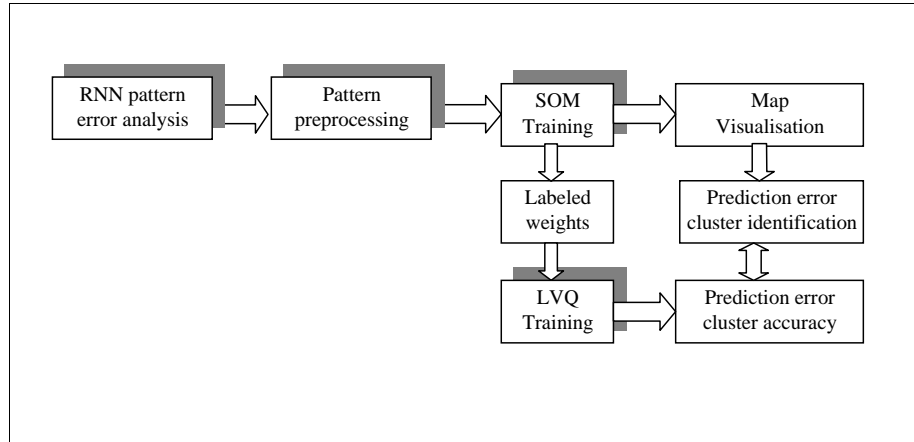 RNN pattern
error analysis
Pattern
preprocessing
SOM
Training
Map
Visualisation
Labeled
weights
Prediction error
cluster identification
LVQ
Training
Prediction error
cluster accuracy